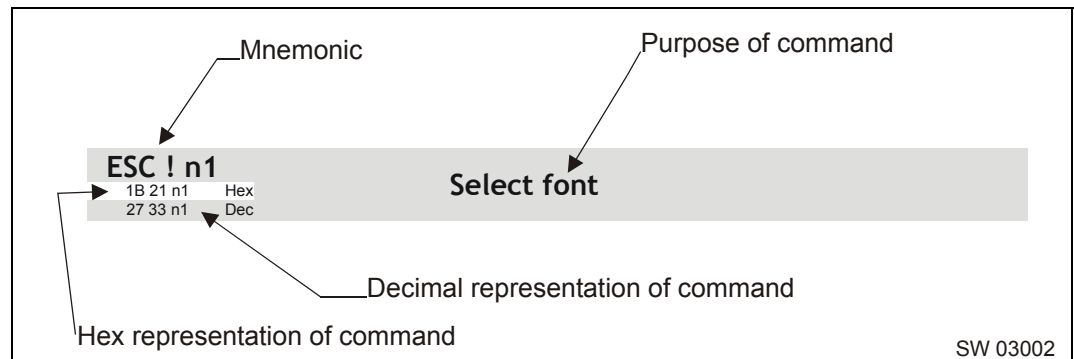 Mnemonic
Purpose of command
ESC ! n1
Select font
1B 21 n1 Hex
27 33 n1 Dec
Decimal representation of command
Hex representation of command
SW 03002